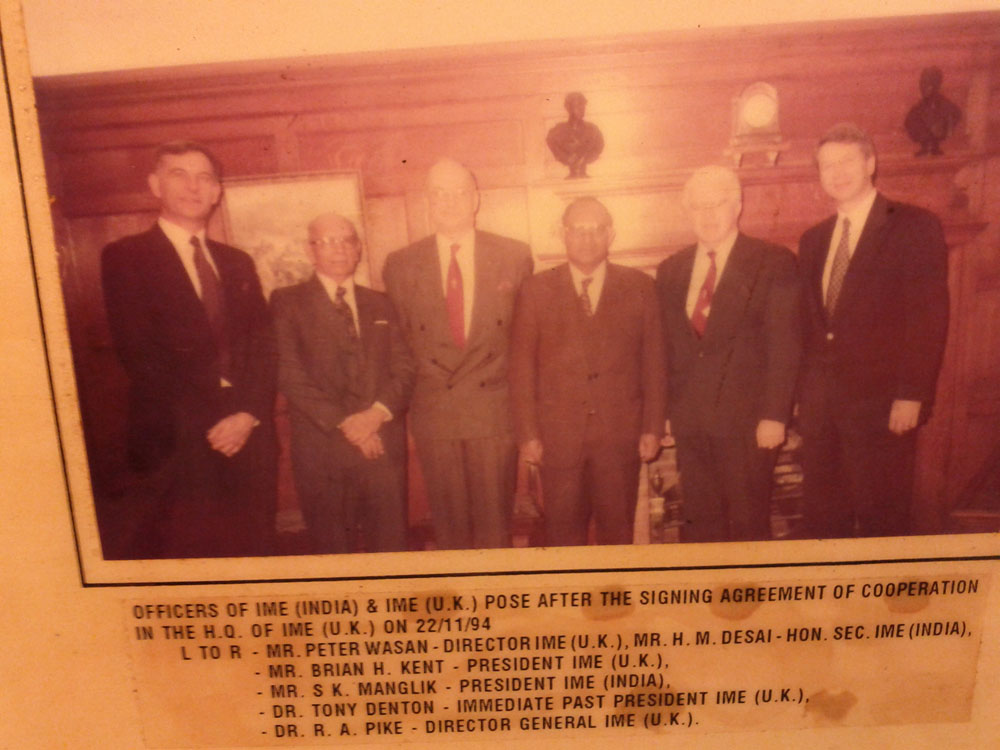 OFFICERS OF IME (INDIA) & IME (U.K.) POSE AFTER THE SIGNING AGREEMENT OF COOPERATION
IN THE H.Q. OF IME (U.K.) ON 22/11/94
L TO R - MR. PETER WASAN - DIRECTOR IME (U.K.), MR. H. M. DESAI - HON. SEC. IME (INDIA),
- MR. BRIAN H. KENT - PRESIDENT IME (U.K.),
- MR. S K. MANGLIK - PRESIDENT IME (INDIA),
- DR. TONY DENTON - IMMEDIATE PAST PRESIDENT IME (U.K.),
- DR. R. A. PIKE - DIRECTOR GENERAL IME (U.K.).